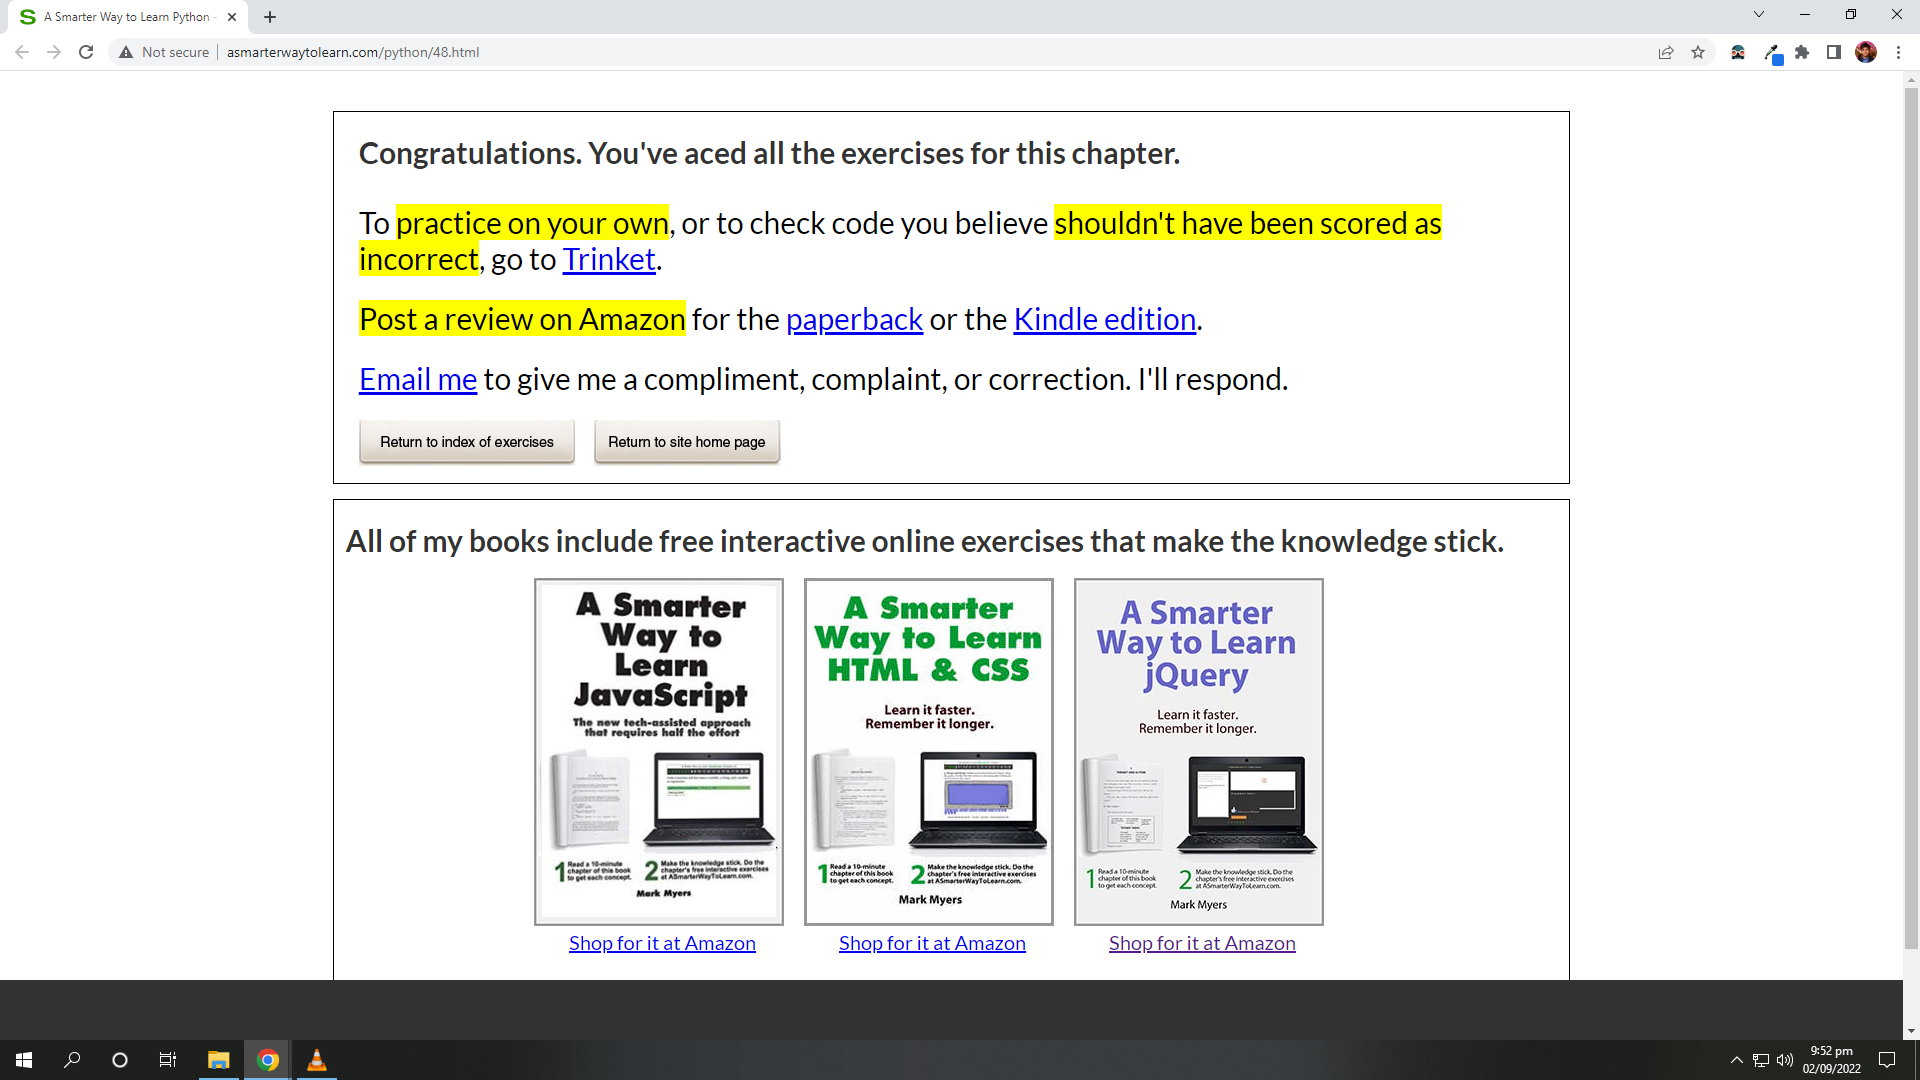 A Smarter Way to Learn Python -
Not secure
asmarterwaytolearn.com/python/48.html
Congratulations. You've aced all the exercises for this chapter.
To practice on your own, or to check code you believe shouldn't have been scored as
incorrect, go to Trinket.
Post a review on Amazon for the paperback or the Kindle edition.
Email me to give me a compliment, complaint, or correction. I'll respond.
Return to index of exercises
Return to site home page
All of my books include free interactive online exercises that make the knowledge stick.
A Smarter
Way to
Learn
JavaScript
The new tech-assisted approach
that requires half the effort
1 Read a 10-minute
chapter of this book
to get each concept.
2 Make the knowledge stick. Do the
chapter's free interactive exercises
at ASmarterWayToLearn.com.
Mark Myers
Shop for it at Amazon
A Smarter
Way to Learn
HTML & CSS
Learn it faster.
Remember it longer.
1 Read a 10-minute
chapter of this book
to get each concept.
2 Make the knowledge stick. Do the
chapter's free interactive exercises
at ASmarterWayToLearn.com.
Mark Myers
Shop for it at Amazon
A Smarter
Way to Learn
jQuery
Learn it faster.
Remember it longer.
1 Read a 10-minute
chapter of this book
to get each concept.
2 Make the knowledge stick. Do the
chapter's free interactive exercises
at ASmarterWayToLearn.com.
Mark Myers
Shop for it at Amazon
9:52 pm
02/09/2022